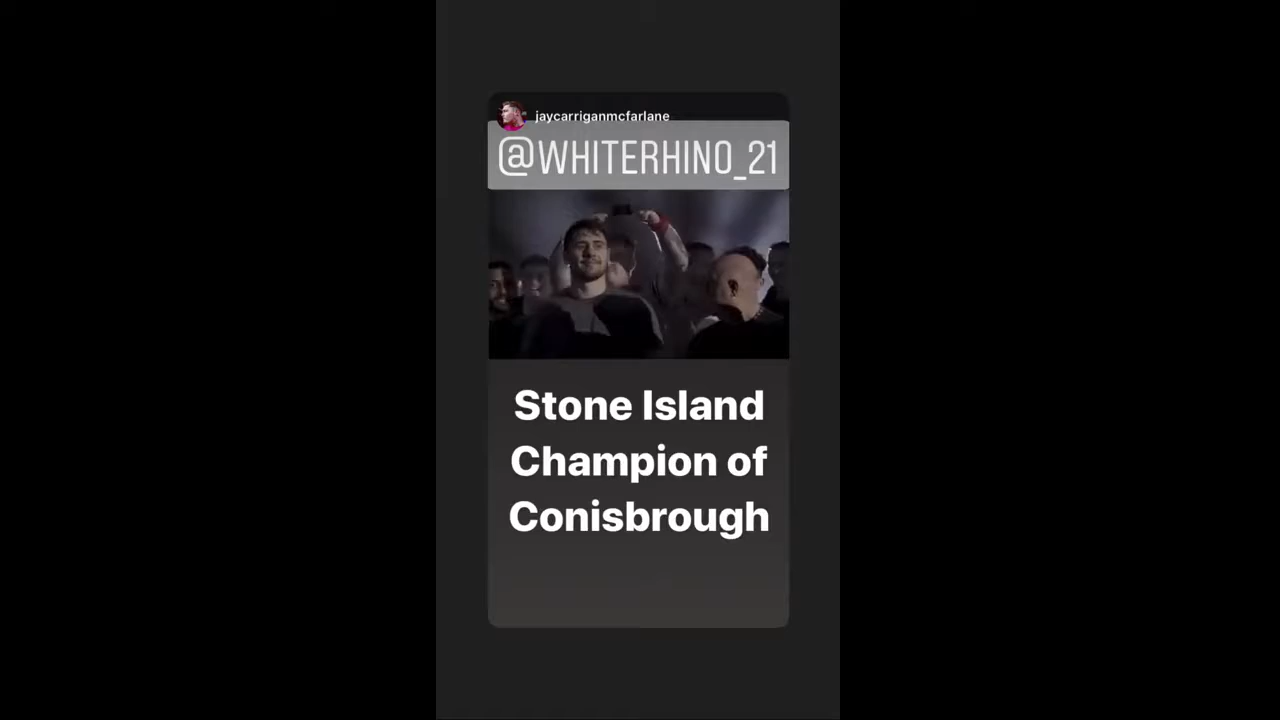 jaycarriganmcfarlane
@WHITERHINO_21
Stone Island
Champion of
Conisbrough